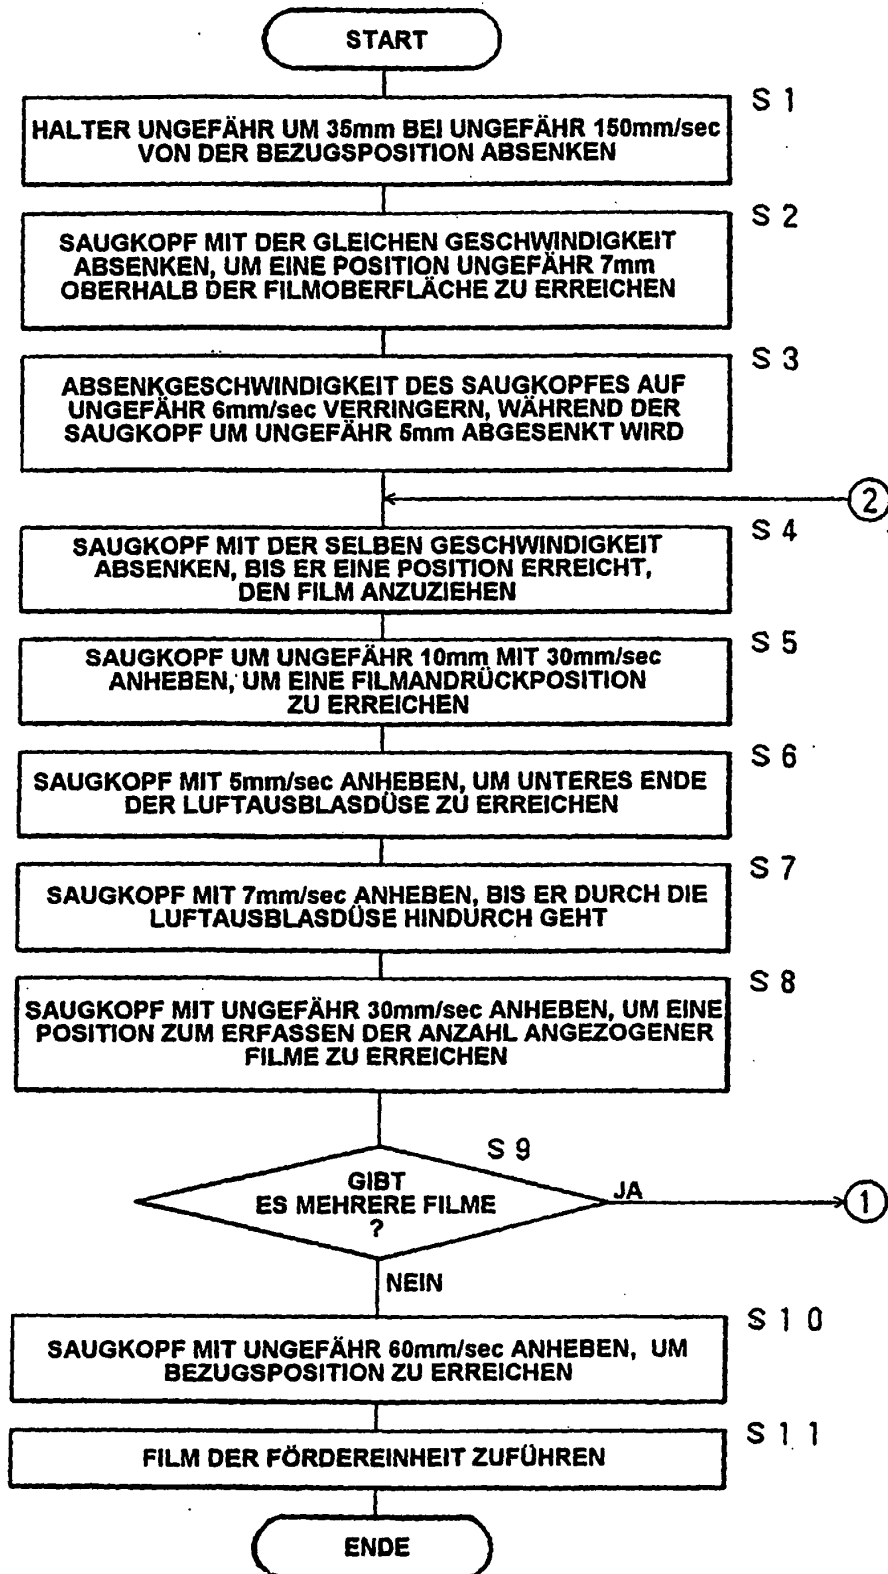 START
S 1
HALTER UNGEFÄHR UM 35mm BEI UNGEFÄHR 150mm/sec
VON DER BEZUGSPOSITION ABSENKEN
S 2
SAUGKOPF MIT DER GLEICHEN GESCHWINDIGKEIT
ABSENKEN, UM EINE POSITION UNGEFÄHR 7mm
OBERHALB DER FILMOBERFLÄCHE ZU ERREICHEN
S 3
ABSENKGESCHWINDIGKEIT DES SAUGKOPFES AUF
UNGEFÄHR 6mm/sec VERRINGERN, WÄHREND DER
SAUGKOPF UM UNGEFÄHR 5mm ABGESENKT WIRD
2
S 4
SAUGKOPF MIT DER SELBEN GESCHWINDIGKEIT
ABSENKEN, BIS ER EINE POSITION ERREICHT,
DEN FILM ANZUZIEHEN
S 5
SAUGKOPF UM UNGEFÄHR 10mm MIT 30mm/sec
ANHEBEN, UM EINE FILMANDRÜCKPOSITION
ZU ERREICHEN
S 6
SAUGKOPF MIT 5mm/sec ANHEBEN, UM UNTERES ENDE
DER LUFTAUSBLASDÜSE ZU ERREICHEN
S 7
SAUGKOPF MIT 7mm/sec ANHEBEN, BIS ER DURCH DIE
LUFTAUSBLASDÜSE HINDURCH GEHT
S 8
SAUGKOPF MIT UNGEFÄHR 30mm/sec ANHEBEN, UM EINE
POSITION ZUM ERFASSEN DER ANZAHL ANGEZOGENER
FILME ZU ERREICHEN
S 9
GIBT
ES MEHRERE FILME
?
JA
1
NEIN
S 1 0
SAUGKOPF MIT UNGEFÄHR 60mm/sec ANHEBEN, UM
BEZUGSPOSITION ZU ERREICHEN
S 1 1
FILM DER FÖRDEREINHEIT ZUFÜHREN
ENDE